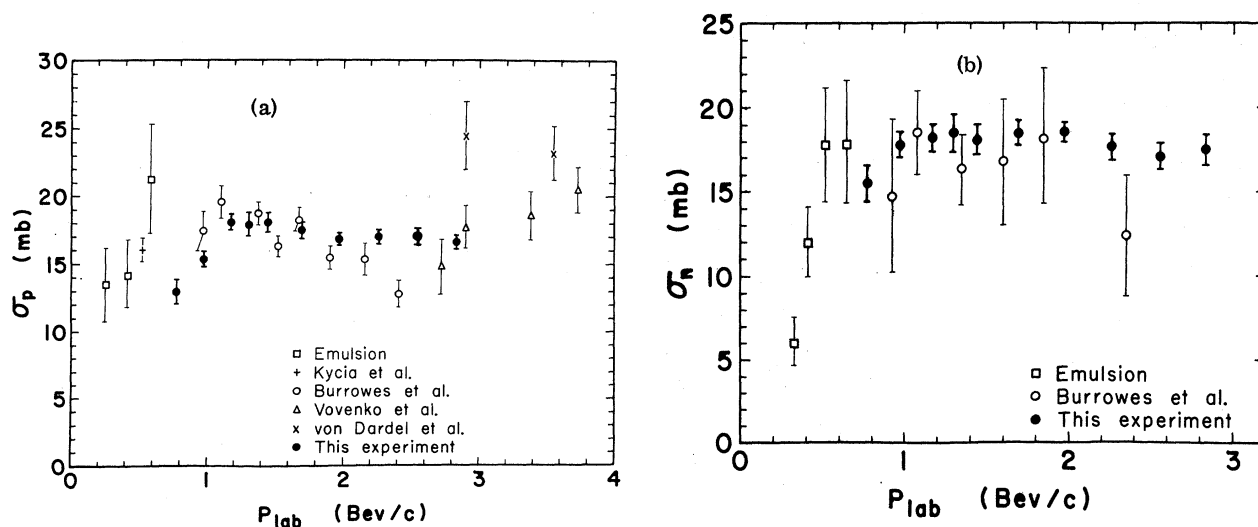 (a)
30
25
20
15
10
5
0
σp (mb)
0 1 2 3 4
Plab (Bev/c)
Emulsion
+ Kycia et al.
Burrowes et al.
Vovenko et al.
x von Dardel et al.
This experiment
(b)
25
20
15
10
5
0
σn (mb)
0 1 2 3
Plab (Bev/c)
Emulsion
Burrowes et al.
This experiment